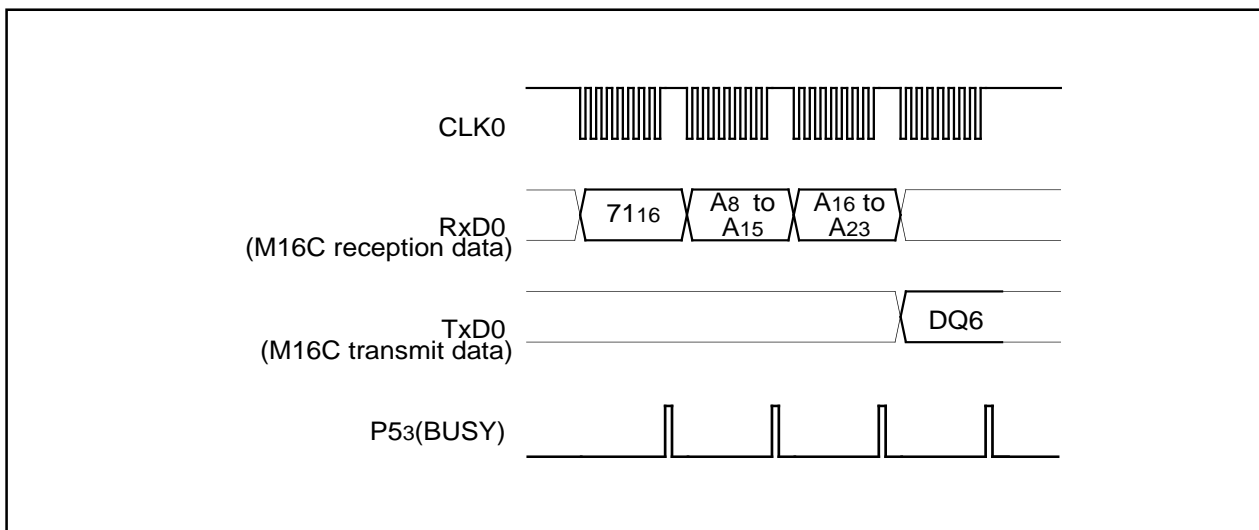 CLK0
RxD0
(M16C reception data)
7116
A8 to
A15
A16 to
A23
TxD0
(M16C transmit data)
DQ6
P53(BUSY)